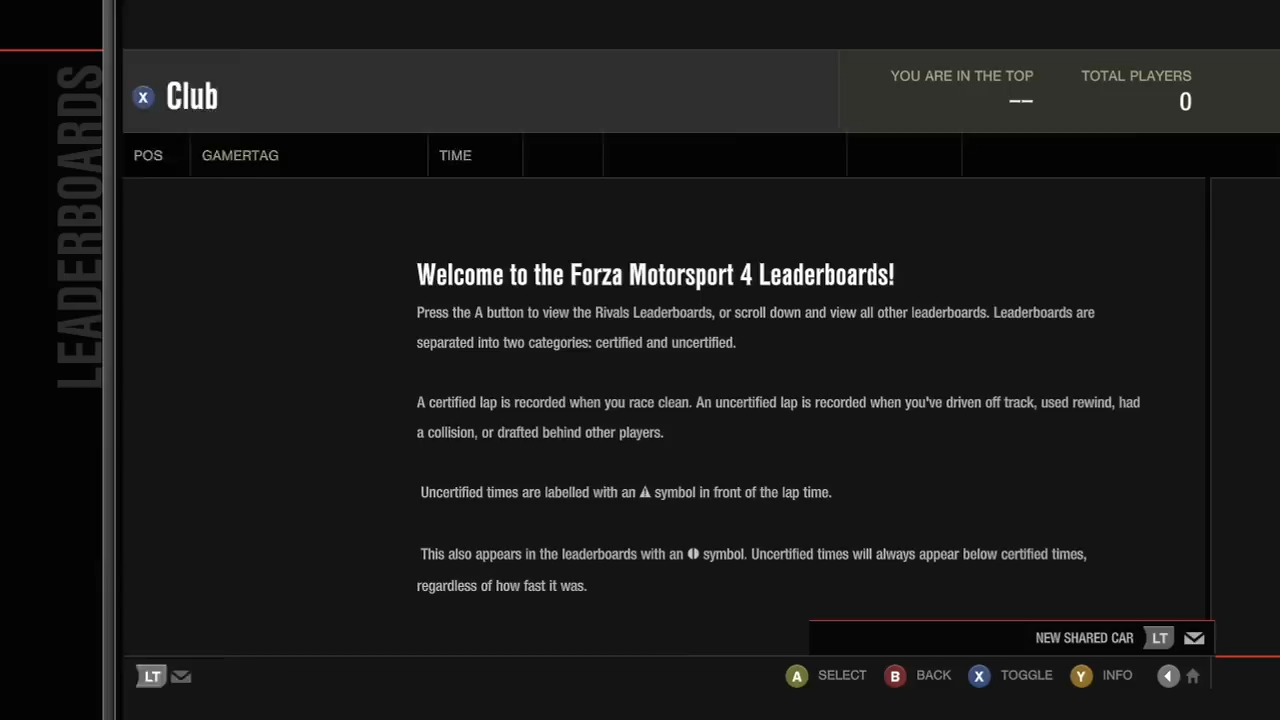 LEADERBOARDS
X Club
YOU ARE IN THE TOP
--
TOTAL PLAYERS
0
POS GAMERTAG TIME
Welcome to the Forza Motorsport 4 Leaderboards!
Press the A button to view the Rivals Leaderboards, or scroll down and view all other leaderboards. Leaderboards are
separated into two categories: certified and uncertified.
A certified lap is recorded when you race clean. An uncertified lap is recorded when you've driven off track, used rewind, had
a collision, or drafted behind other players.
Uncertified times are labelled with an ⚠ symbol in front of the lap time.
This also appears in the leaderboards with an symbol. Uncertified times will always appear below certified times,
regardless of how fast it was.
NEW SHARED CAR LT
LT A SELECT B BACK X TOGGLE Y INFO